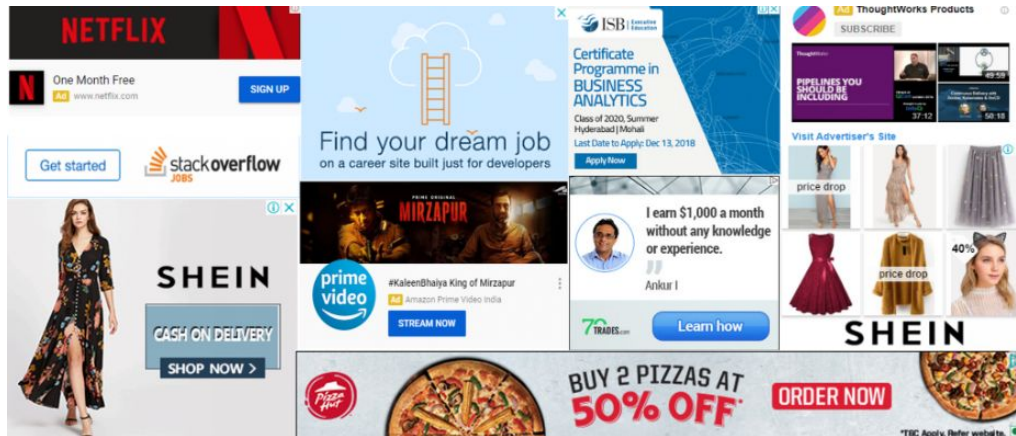 NETFLIX
One Month Free
Ad www.netflix.com
SIGN UP
Get started
stackoverflow
JOBS
SHEIN
CASH ON DELIVERY
SHOP NOW >
Find your dream job
on a career site built just for developers
PRIME ORIGINAL
MIRZAPUR
prime
video
#KaleenBhaiya King of Mirzapur
Ad Amazon Prime Video India
STREAM NOW
ISB Executive
Education
Certificate
Programme in
BUSINESS
ANALYTICS
Class of 2020, Summer
Hyderabad | Mohali
Last Date to Apply: Dec 13, 2018
Apply Now
I earn $1,000 a month
without any knowledge
or experience.
Ankur I
70TRADES.com
Learn how
Ad ThoughtWorks Products
SUBSCRIBE
ThoughtWorks
PIPELINES YOU
SHOULD BE
INCLUDING
37:12
49:59
50:18
Visit Advertiser's Site
price drop
price drop
40%
SHEIN
Pizza
Hut
BUY 2 PIZZAS AT
50% OFF*
ORDER NOW
*T&C Apply. Refer website.